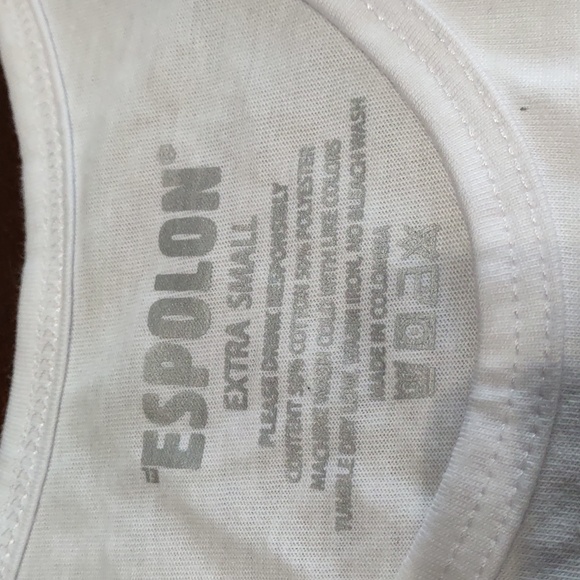 "ESPOLON®
EXTRA SMALL
PLEASE DRINK RESPONSIBLY
CONTENT 50% COTTON 50% POLYESTER
MACHINE WASH COLD WITH LIKE COLORS
TUMBLE DRY LOW, WARM IRON, NO BLEACH WASH
MADE IN COLOMBIA